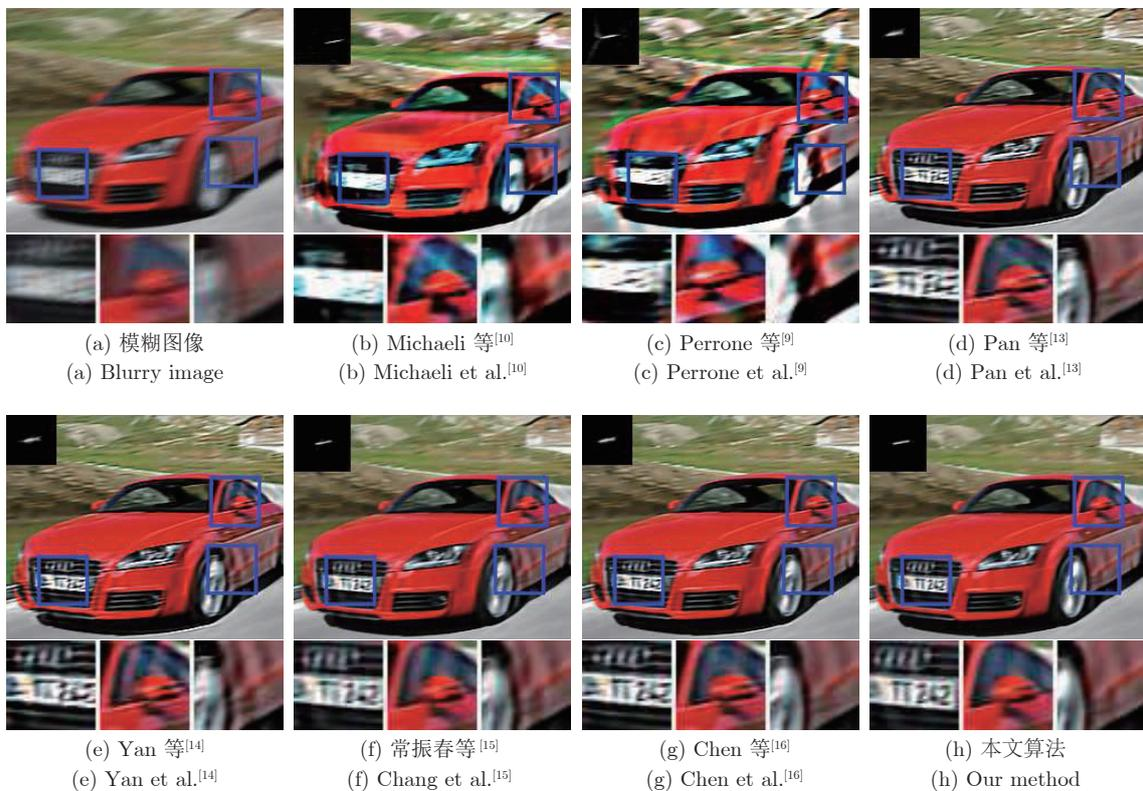 (a) 模糊图像
(a) Blurry image
(b) Michaeli 等[10]
(b) Michaeli et al.[10]
(c) Perrone 等[9]
(c) Perrone et al.[9]
(d) Pan 等[13]
(d) Pan et al.[13]
(e) Yan 等[14]
(e) Yan et al.[14]
(f) 常振春等[15]
(f) Chang et al.[15]
(g) Chen 等[16]
(g) Chen et al.[16]
(h) 本文算法
(h) Our method